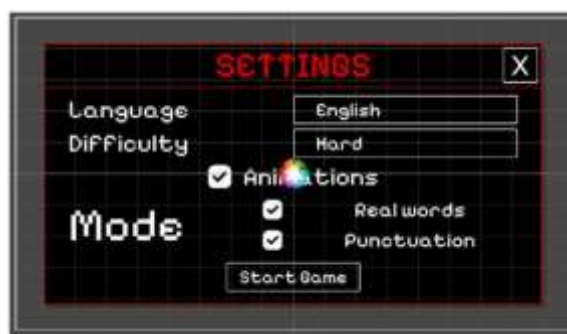 SETTINGS X
Language English
Difficulty Hard
Animations
Mode
Real words
Punctuation
Start Game